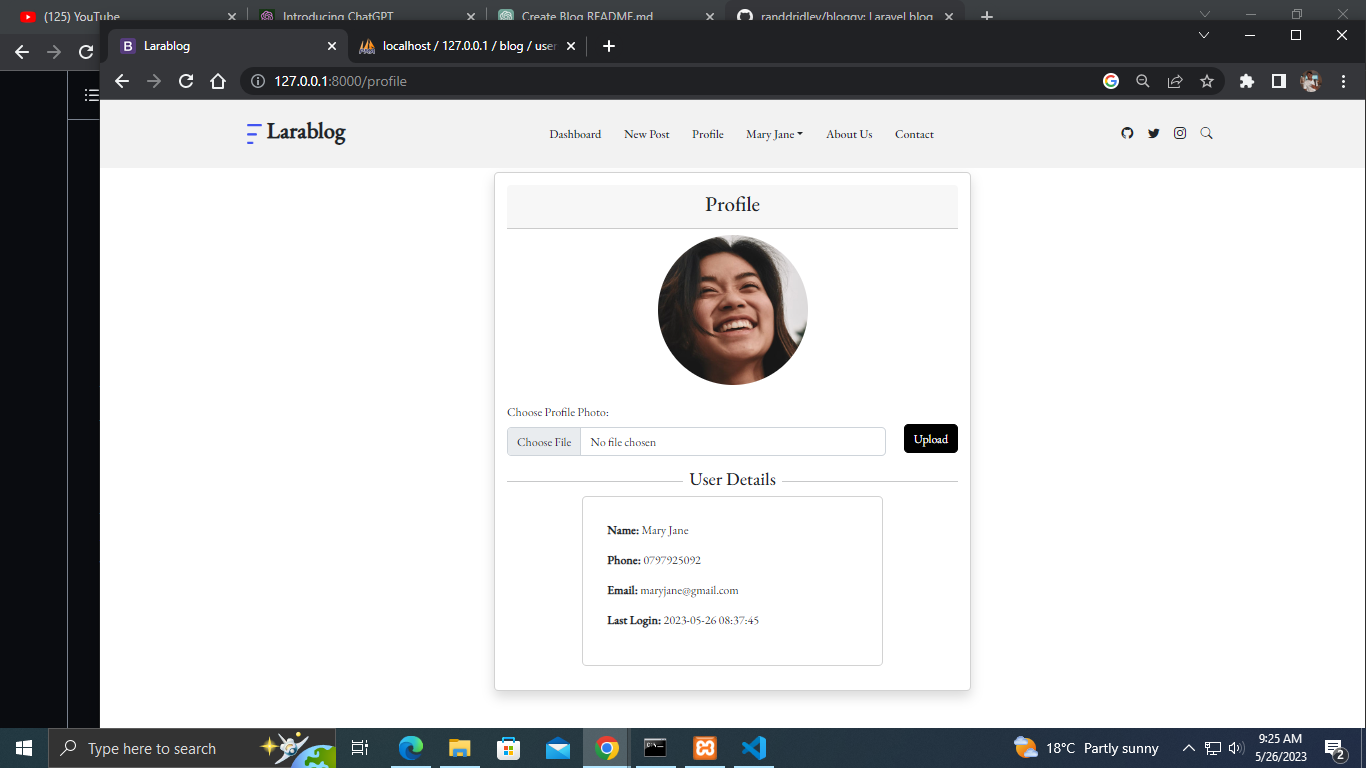 (125) YouTube
Introducing ChatGPT
Create Blog README.md
randdridley/bloggy: Laravel blog
Larablog
localhost / 127.0.0.1 / blog / user
127.0.0.1:8000/profile
Larablog
Dashboard
New Post
Profile
Mary Jane
About Us
Contact
Profile
Choose Profile Photo:
Choose File
No file chosen
Upload
User Details
Name: Mary Jane
Phone: 0797925092
Email: maryjane@gmail.com
Last Login: 2023-05-26 08:37:45
Type here to search
18°C Partly sunny
9:25 AM
5/26/2023
2